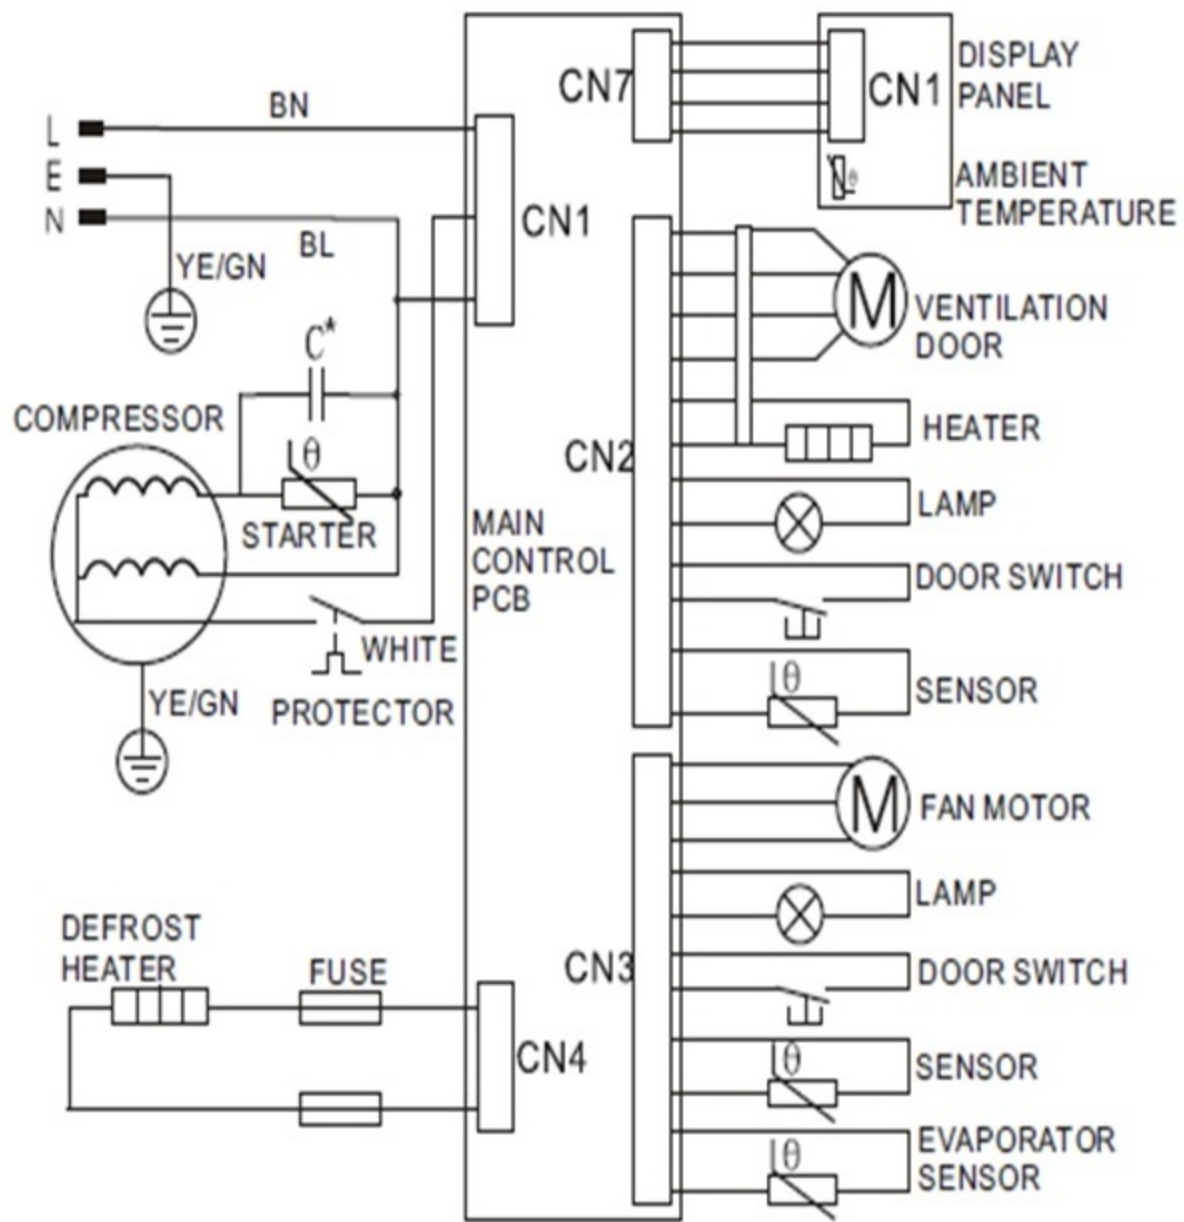 BN
L
E
N
BL
YE/GN
C*
COMPRESSOR
θ
STARTER
WHITE
PROTECTOR
YE/GN
DEFROST
HEATER
FUSE
CN1
CN4
MAIN
CONTROL
PCB
CN7
CN1
DISPLAY
PANEL
θ
AMBIENT
TEMPERATURE
CN2
M
VENTILATION
DOOR
HEATER
LAMP
DOOR SWITCH
θ
SENSOR
CN3
M
FAN MOTOR
LAMP
DOOR SWITCH
θ
SENSOR
θ
EVAPORATOR
SENSOR